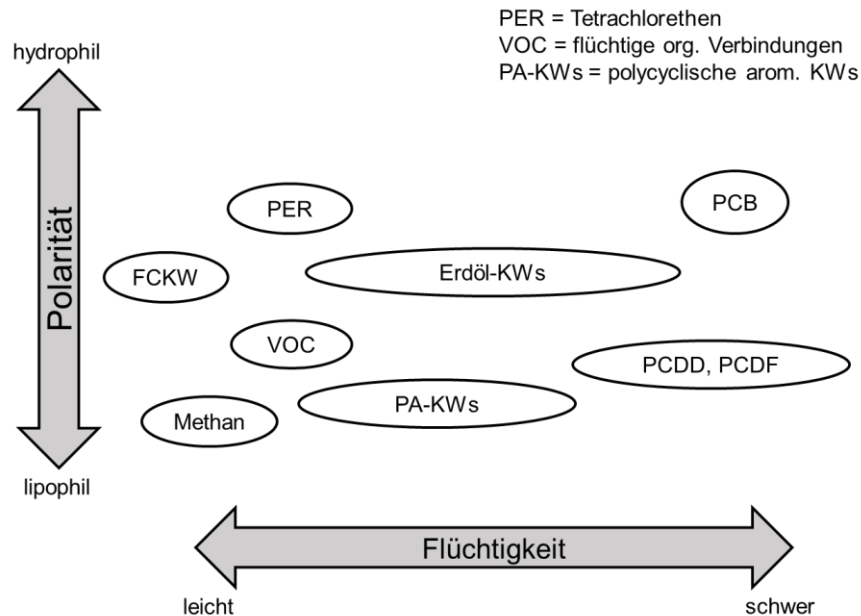 PER = Tetrachlorethen
VOC = flüchtige org. Verbindungen
PA-KWs = polycyclische arom. KWs
hydrophil
Polarität
lipophil
PER
PCB
FCKW
Erdöl-KWs
VOC
PCDD, PCDF
PA-KWs
Methan
Flüchtigkeit
leicht
schwer